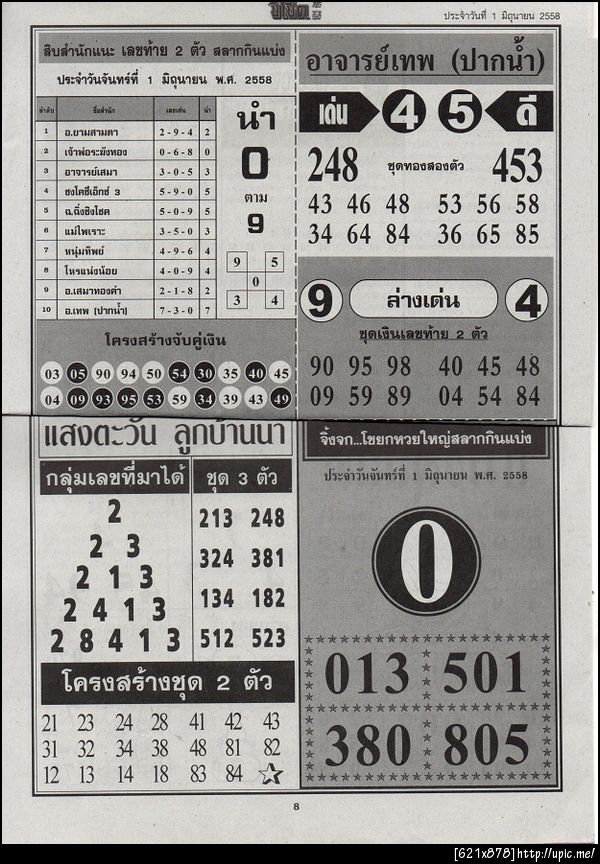 ประจำวันที่ 1 มิถุนายน 2558
สิบสำนักแนะ เลขท้าย 2 ตัว สลากกินแบ่ง
ประจำวันจันทร์ที่ 1 มิถุนายน พ.ศ. 2558
ลำดับ ชื่อสำนัก เลขเด่น นำ
1 อ.ยามสามตา 2-9-4 2
2 เจ้าพ่อระฆังทอง 0-6-8 0
3 อาจารย์เสมา 3-0-5 3
4 ธงไตซีเอ็กซ์ 3 5-9-0 5
5 ฉ.ฉิ่งชิงโชค 5-0-9 5
6 แม่ไพเราะ 3-5-0 3
7 หนุ่มทิพย์ 4-9-6 4
8 โหรแน่งน้อย 4-0-9 4
9 อ.เสมาทองคำ 2-1-8 2
10 อ.เทพ (ปากน้ำ) 7-3-0 7
นำ
0
ตาม
9
9 5
0
3 4
โครงสร้างจับคู่เงิน
03 05 90 94 50 54 30 35 40 45
04 09 93 95 53 59 34 39 43 49
อาจารย์เทพ (ปากน้ำ)
เด่น 4 5 ดี
248 ชุดทองสองตัว 453
43 46 48 53 56 58
34 64 84 36 65 85
9 ล่างเด่น 4
ชุดเงินเลขท้าย 2 ตัว
90 95 98 40 45 48
09 59 89 04 54 84
แสงตะวัน ลูกบ้านนา
กลุ่มเลขที่มาได้ ชุด 3 ตัว
2
2 3
2 1 3
2 4 1 3
2 8 4 1 3
213 248
324 381
134 182
512 523
โครงสร้างชุด 2 ตัว
21 23 24 28 41 42 43
31 32 34 38 48 81 82
12 13 14 18 83 84
จิ้งจก...โขยกหวยใหญ่สลากกินแบ่ง
ประจำวันจันทร์ที่ 1 มิถุนายน พ.ศ. 2558
0
013 501
380 805
8
[621x878]http://upic.me/